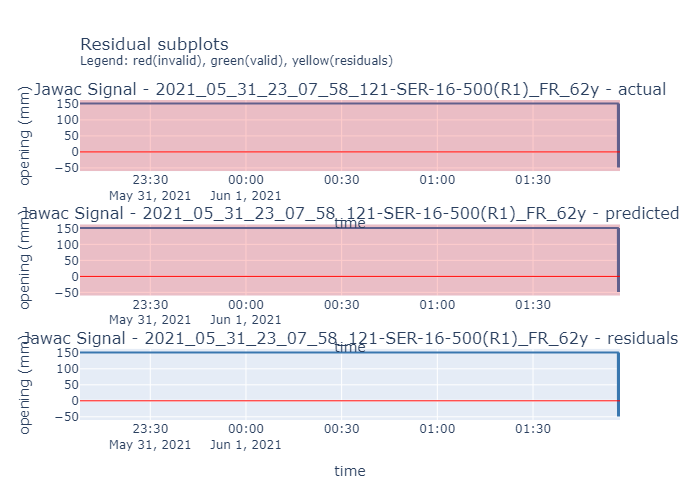 Residual subplots
Legend: red(invalid), green(valid), yellow(residuals)
Jawac Signal - 2021_05_31_23_07_58_121-SER-16-500(R1)_FR_62y - actual
opening (mm)
150
100
50
0
−50
23:30
May 31, 2021
00:00
Jun 1, 2021
00:30
01:00
01:30
time
Jawac Signal - 2021_05_31_23_07_58_121-SER-16-500(R1)_FR_62y - predicted
opening (mm)
150
100
50
0
−50
23:30
May 31, 2021
00:00
Jun 1, 2021
00:30
01:00
01:30
time
Jawac Signal - 2021_05_31_23_07_58_121-SER-16-500(R1)_FR_62y - residuals
opening (mm)
150
100
50
0
−50
23:30
May 31, 2021
00:00
Jun 1, 2021
00:30
01:00
01:30
time